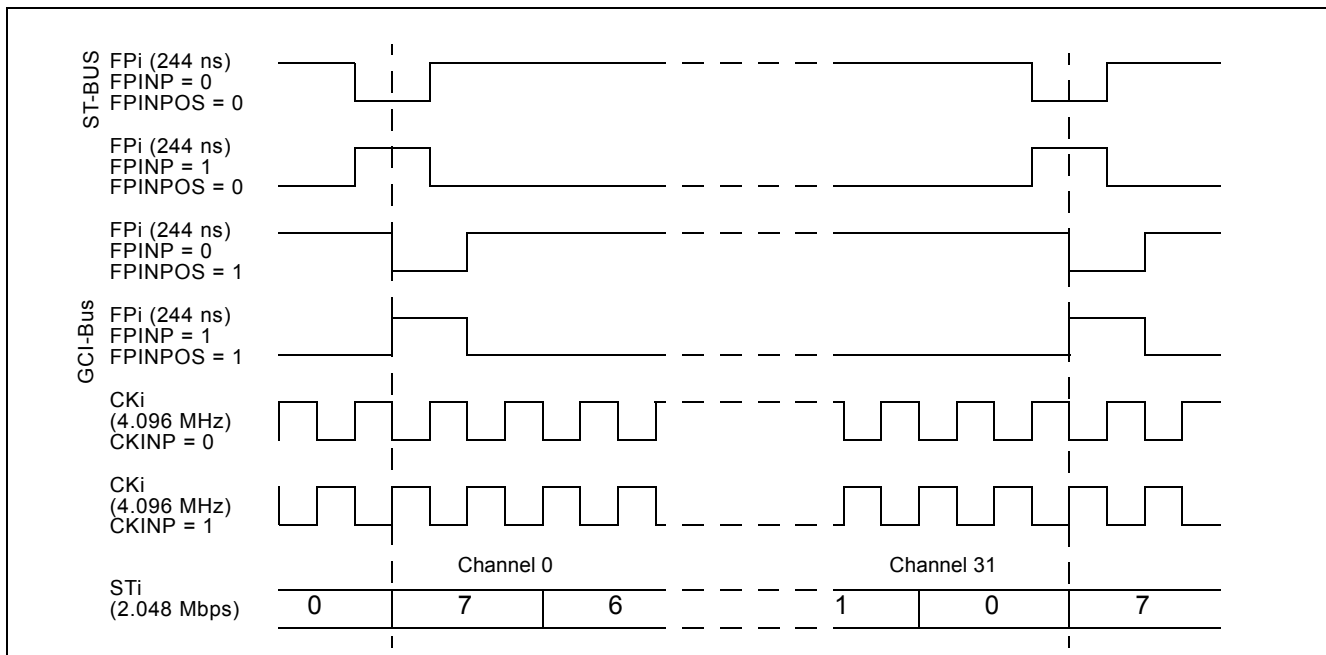 ST-BUS
FPi (244 ns)
FPINP = 0
FPINPOS = 0
FPi (244 ns)
FPINP = 1
FPINPOS = 0
FPi (244 ns)
FPINP = 0
FPINPOS = 1
GCI-Bus
FPi (244 ns)
FPINP = 1
FPINPOS = 1
CKi
(4.096 MHz)
CKINP = 0
CKi
(4.096 MHz)
CKINP = 1
Channel 0 Channel 31
STi
(2.048 Mbps)
0 7 6 1 0 7